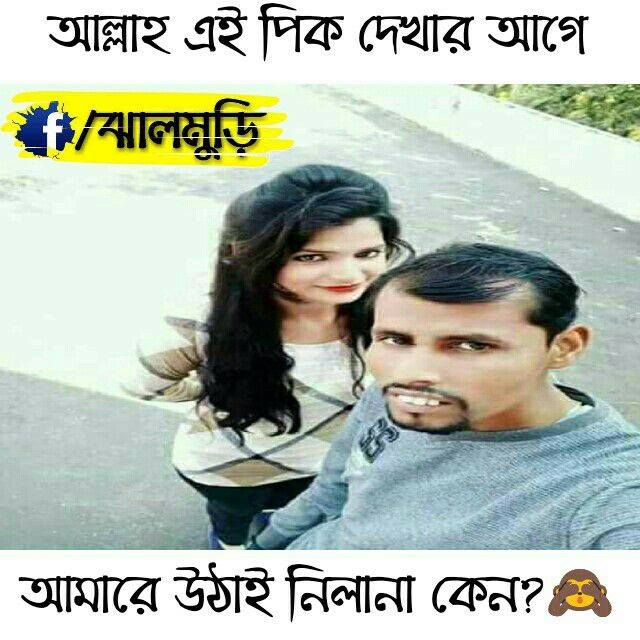 আল্লাহ এই পিক দেখার আগে
f/ঝালমুড়ি
আমারে উঠাই নিলানা কেন?🙈